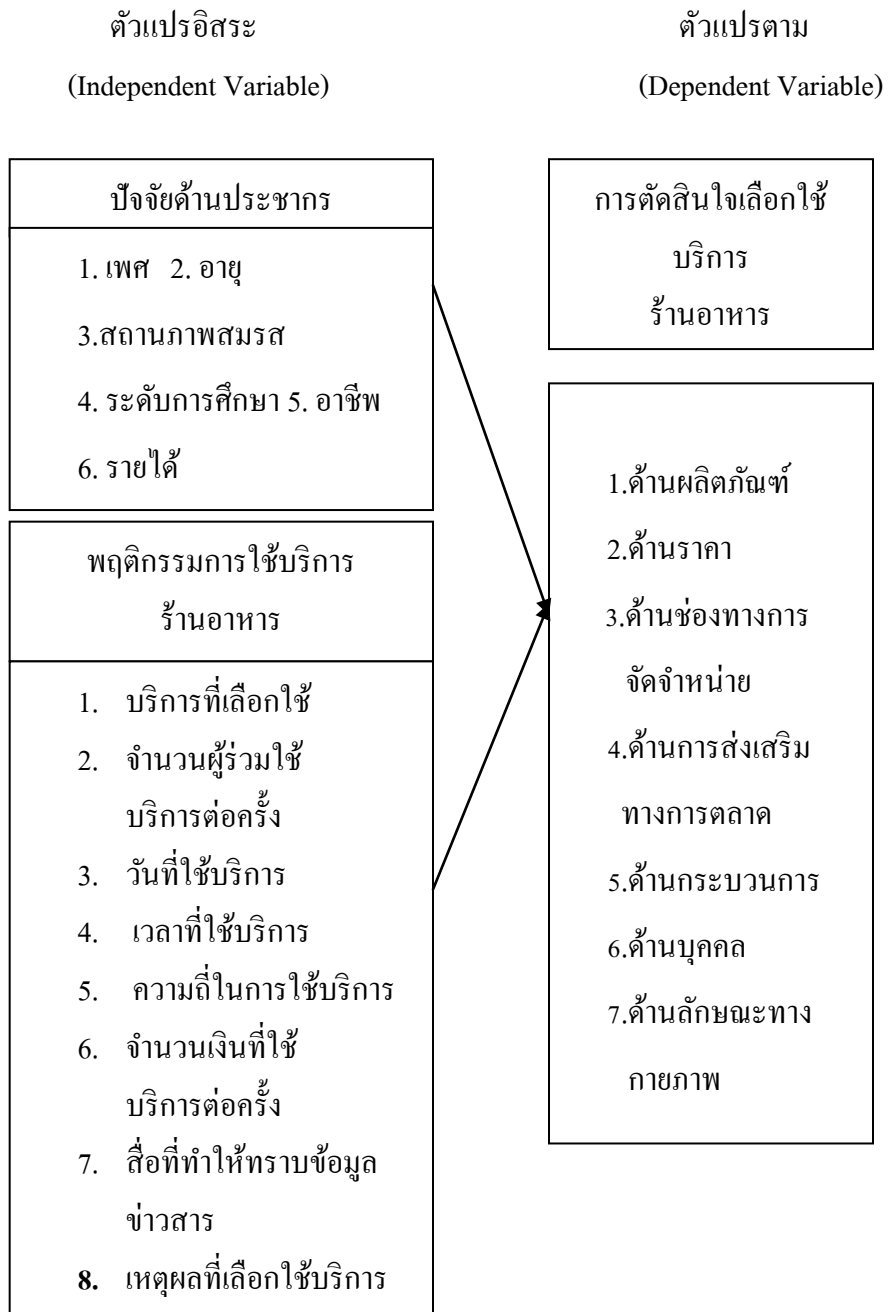 ตัวแปรอิสระ
(Independent Variable)
ตัวแปรตาม
(Dependent Variable)
ปัจจัยด้านประชากร
1. เพศ 2. อายุ
3.สถานภาพสมรส
4. ระดับการศึกษา 5. อาชีพ
6. รายได้
พฤติกรรมการใช้บริการ
ร้านอาหาร
1. บริการที่เลือกใช้
2. จำนวนผู้ร่วมใช้
บริการต่อครั้ง
3. วันที่ใช้บริการ
4. เวลาที่ใช้บริการ
5. ความถี่ในการใช้บริการ
6. จำนวนเงินที่ใช้
บริการต่อครั้ง
7. สื่อที่ทำให้ทราบข้อมูล
ข่าวสาร
8. เหตุผลที่เลือกใช้บริการ
การตัดสินใจเลือกใช้
บริการ
ร้านอาหาร
1.ด้านผลิตภัณฑ์
2.ด้านราคา
3.ด้านช่องทางการ
จัดจำหน่าย
4.ด้านการส่งเสริม
ทางการตลาด
5.ด้านกระบวนการ
6.ด้านบุคคล
7.ด้านลักษณะทาง
กายภาพ